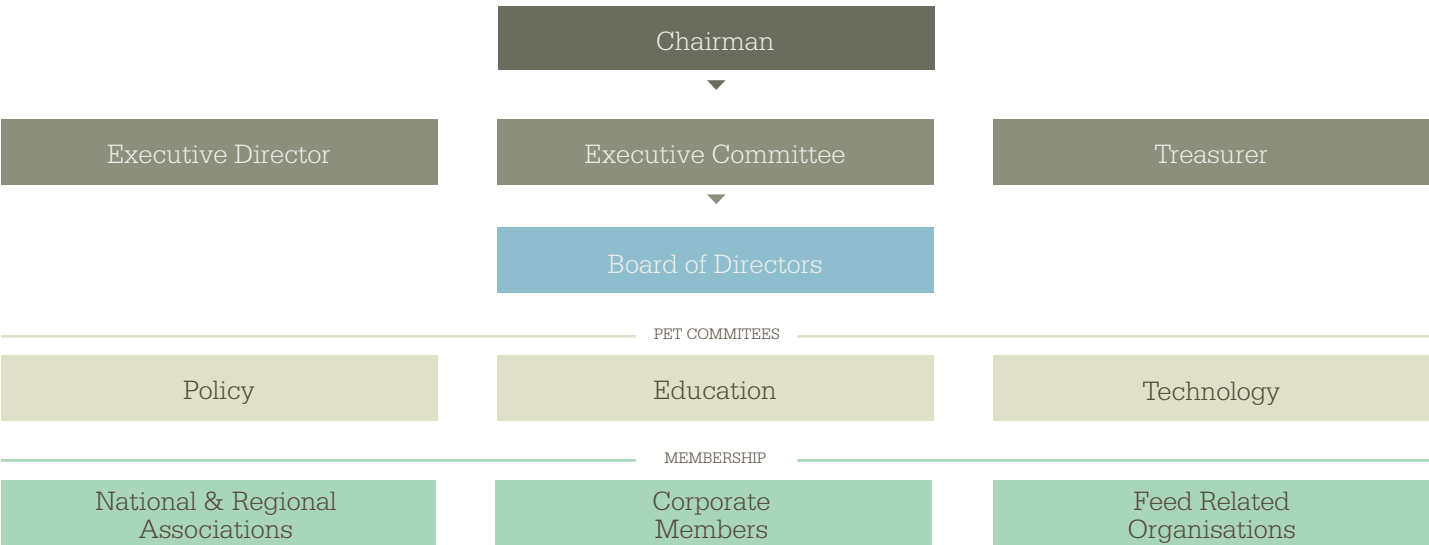 Chairman
Executive Director
Executive Committee
Treasurer
Board of Directors
PET COMMITEES
Policy
Education
Technology
MEMBERSHIP
National & Regional
Associations
Corporate
Members
Feed Related
Organisations